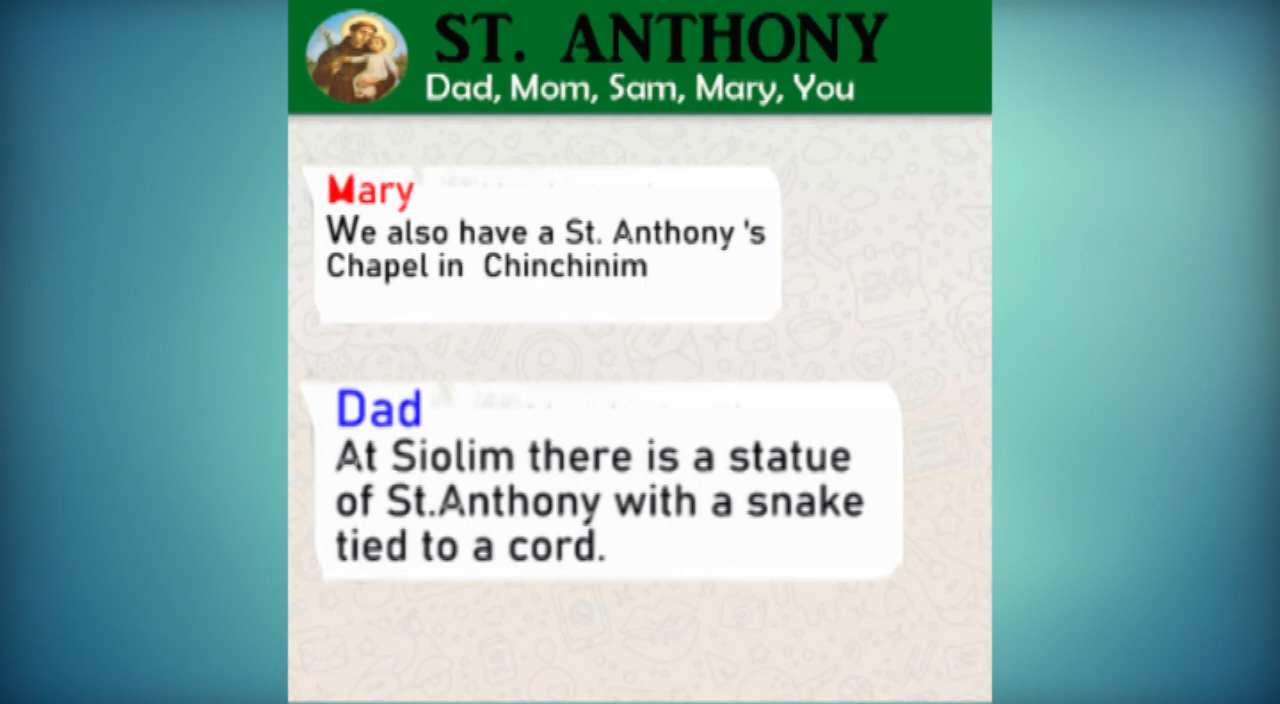 ST. ANTHONY
Dad, Mom, Sam, Mary, You
Mary
We also have a St. Anthony 's
Chapel in Chinchinim
Dad
At Siolim there is a statue
of St.Anthony with a snake
tied to a cord.